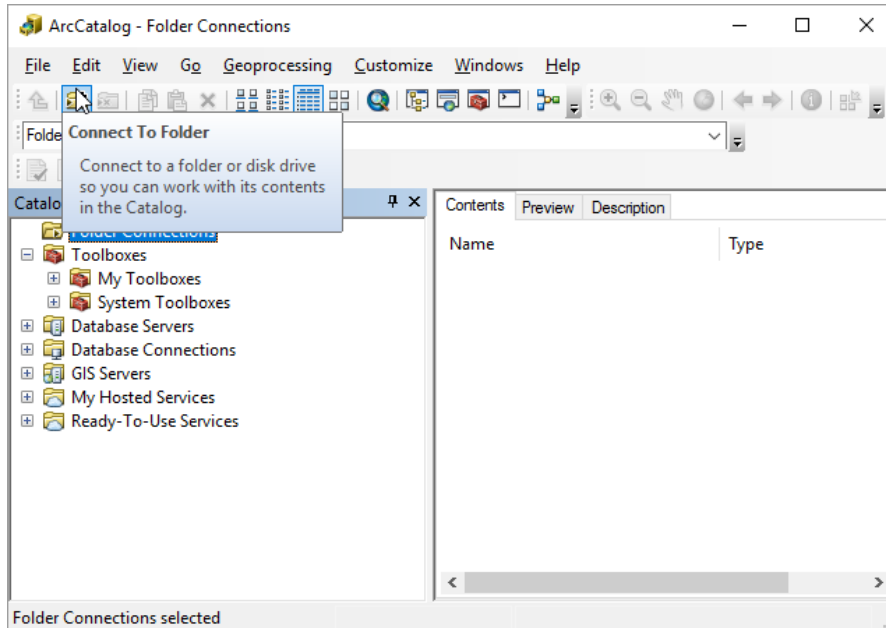 ArcCatalog - Folder Connections
File Edit View Go Geoprocessing Customize Windows Help
Connect To Folder
Connect to a folder or disk drive
so you can work with its contents
in the Catalog.
Folde
Catalo
Folder Connections
Toolboxes
My Toolboxes
System Toolboxes
Database Servers
Database Connections
GIS Servers
My Hosted Services
Ready-To-Use Services
Contents Preview Description
Name Type
Folder Connections selected